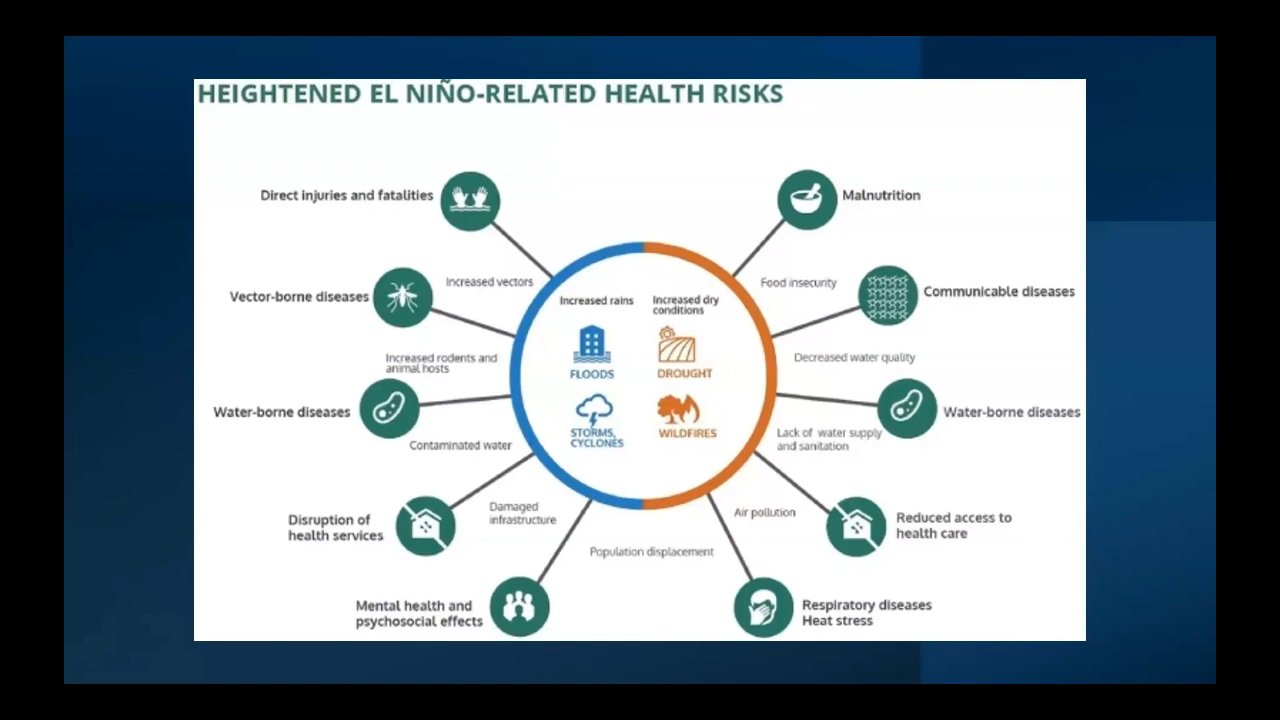 HEIGHTENED EL NIÑO-RELATED HEALTH RISKS
Direct injuries and fatalities
Malnutrition
Increased vectors
Food insecurity
Vector-borne diseases
Communicable diseases
Increased rains
Increased dry
conditions
Increased rodents and
animal hosts
Decreased water quality
FLOODS
DROUGHT
Water-borne diseases
Water-borne diseases
STORMS,
CYCLONES
WILDFIRES
Contaminated water
Lack of water supply
and sanitation
Damaged
infrastructure
Air pollution
Disruption of
health services
Reduced access to
health care
Population displacement
Mental health and
psychosocial effects
Respiratory diseases
Heat stress